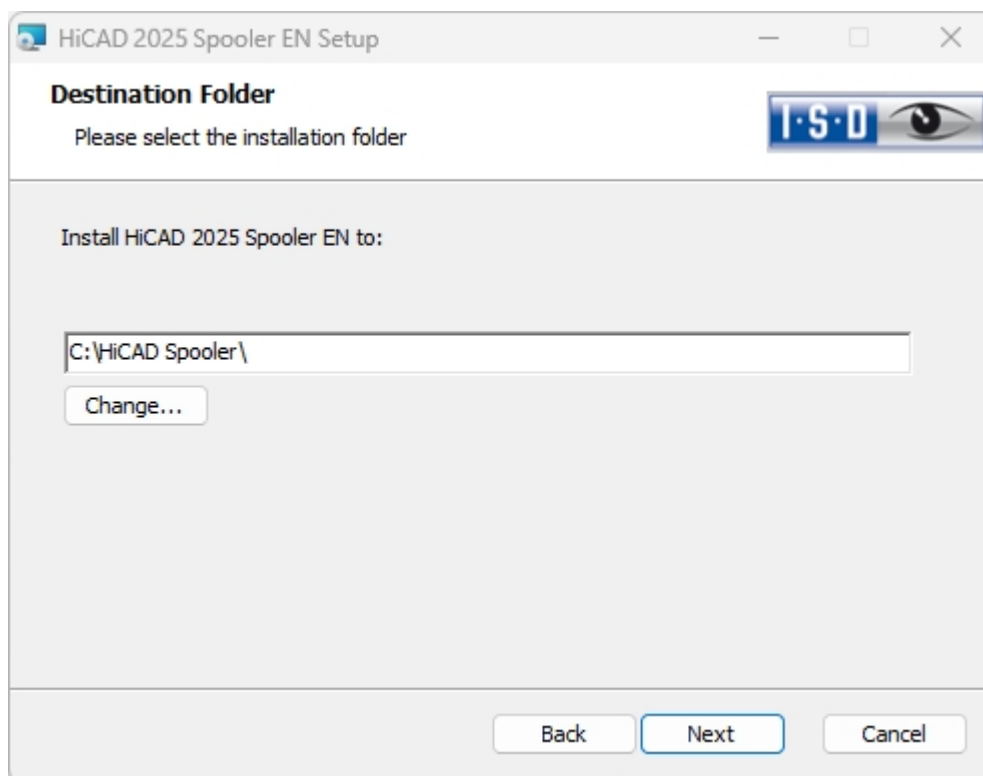 HiCAD 2025 Spooler EN Setup
Destination Folder
Please select the installation folder
I·S·D
Install HiCAD 2025 Spooler EN to:
C:\HiCAD Spooler\
Change...
Back Next Cancel